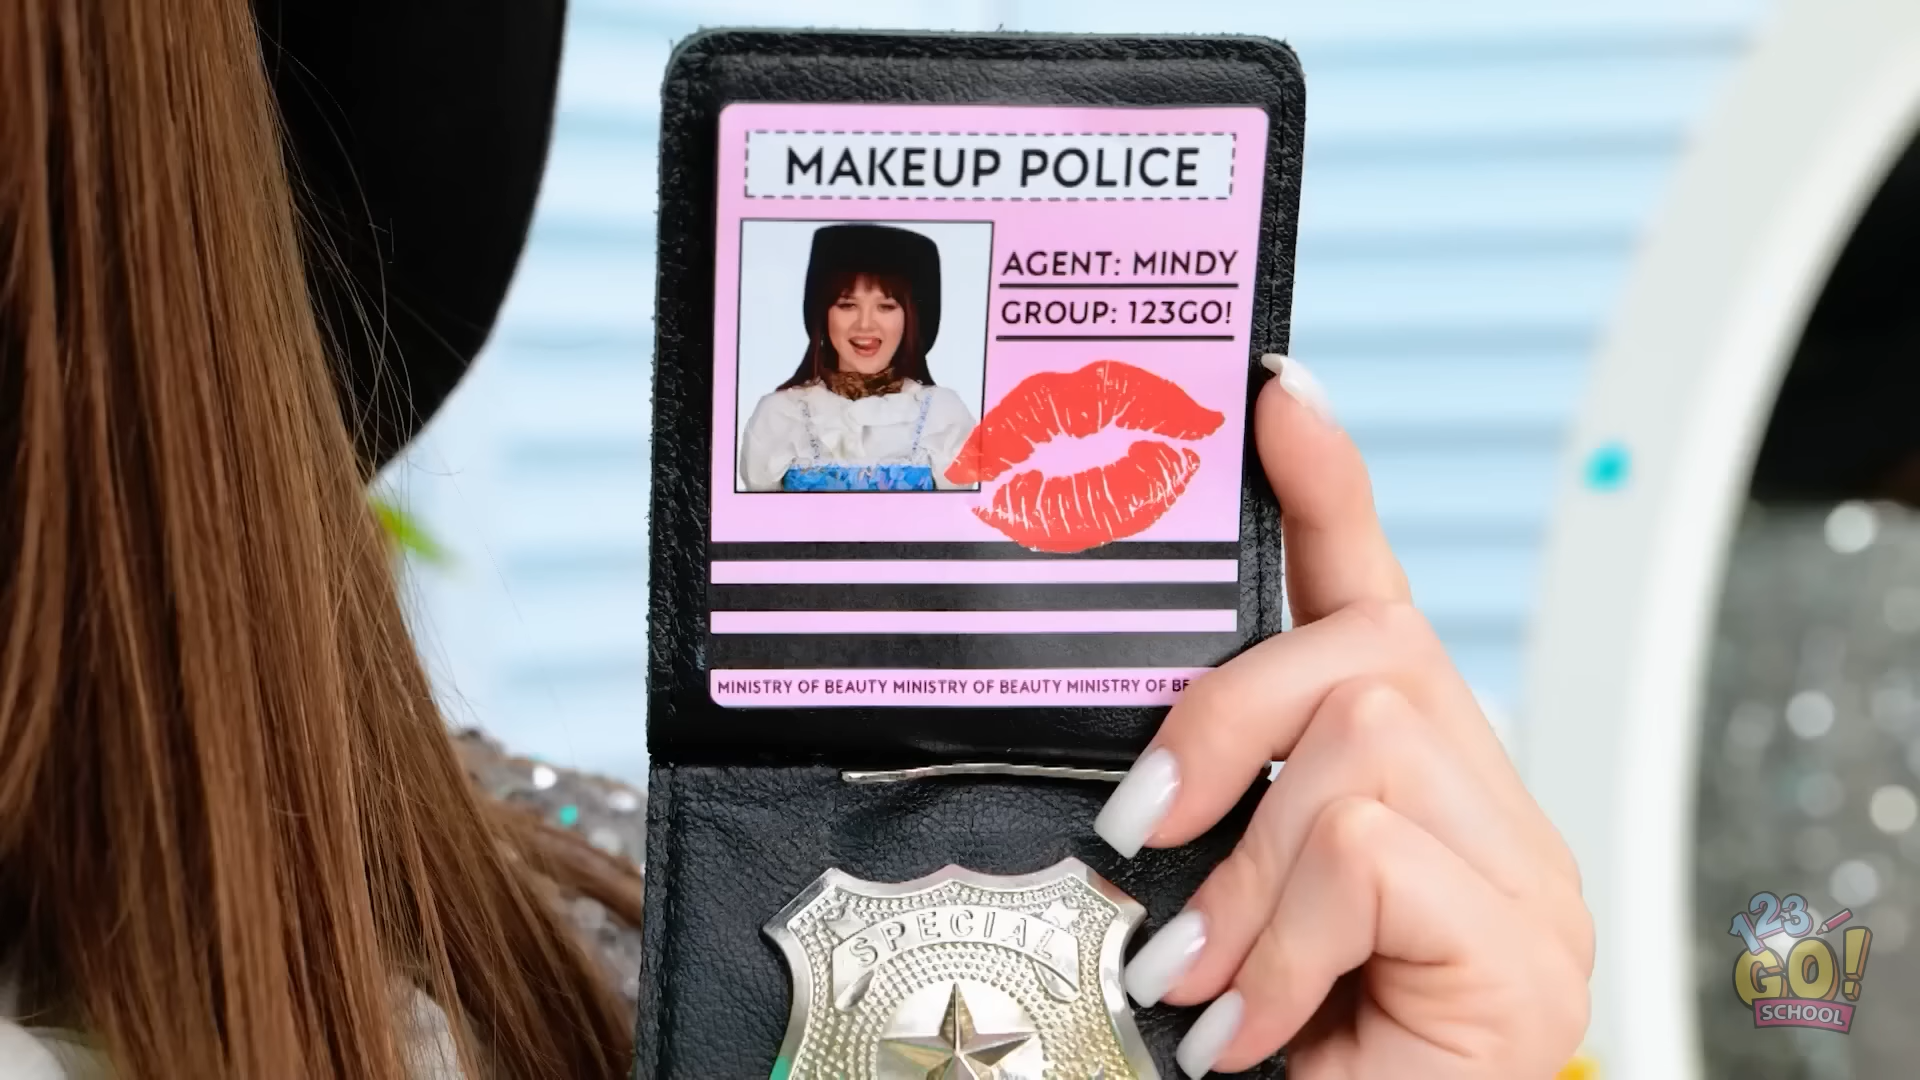 MAKEUP POLICE
AGENT: MINDY
GROUP: 123GO!
MINISTRY OF BEAUTY MINISTRY OF BEAUTY MINISTRY OF
SPECIAL
123
GO!
SCHOOL